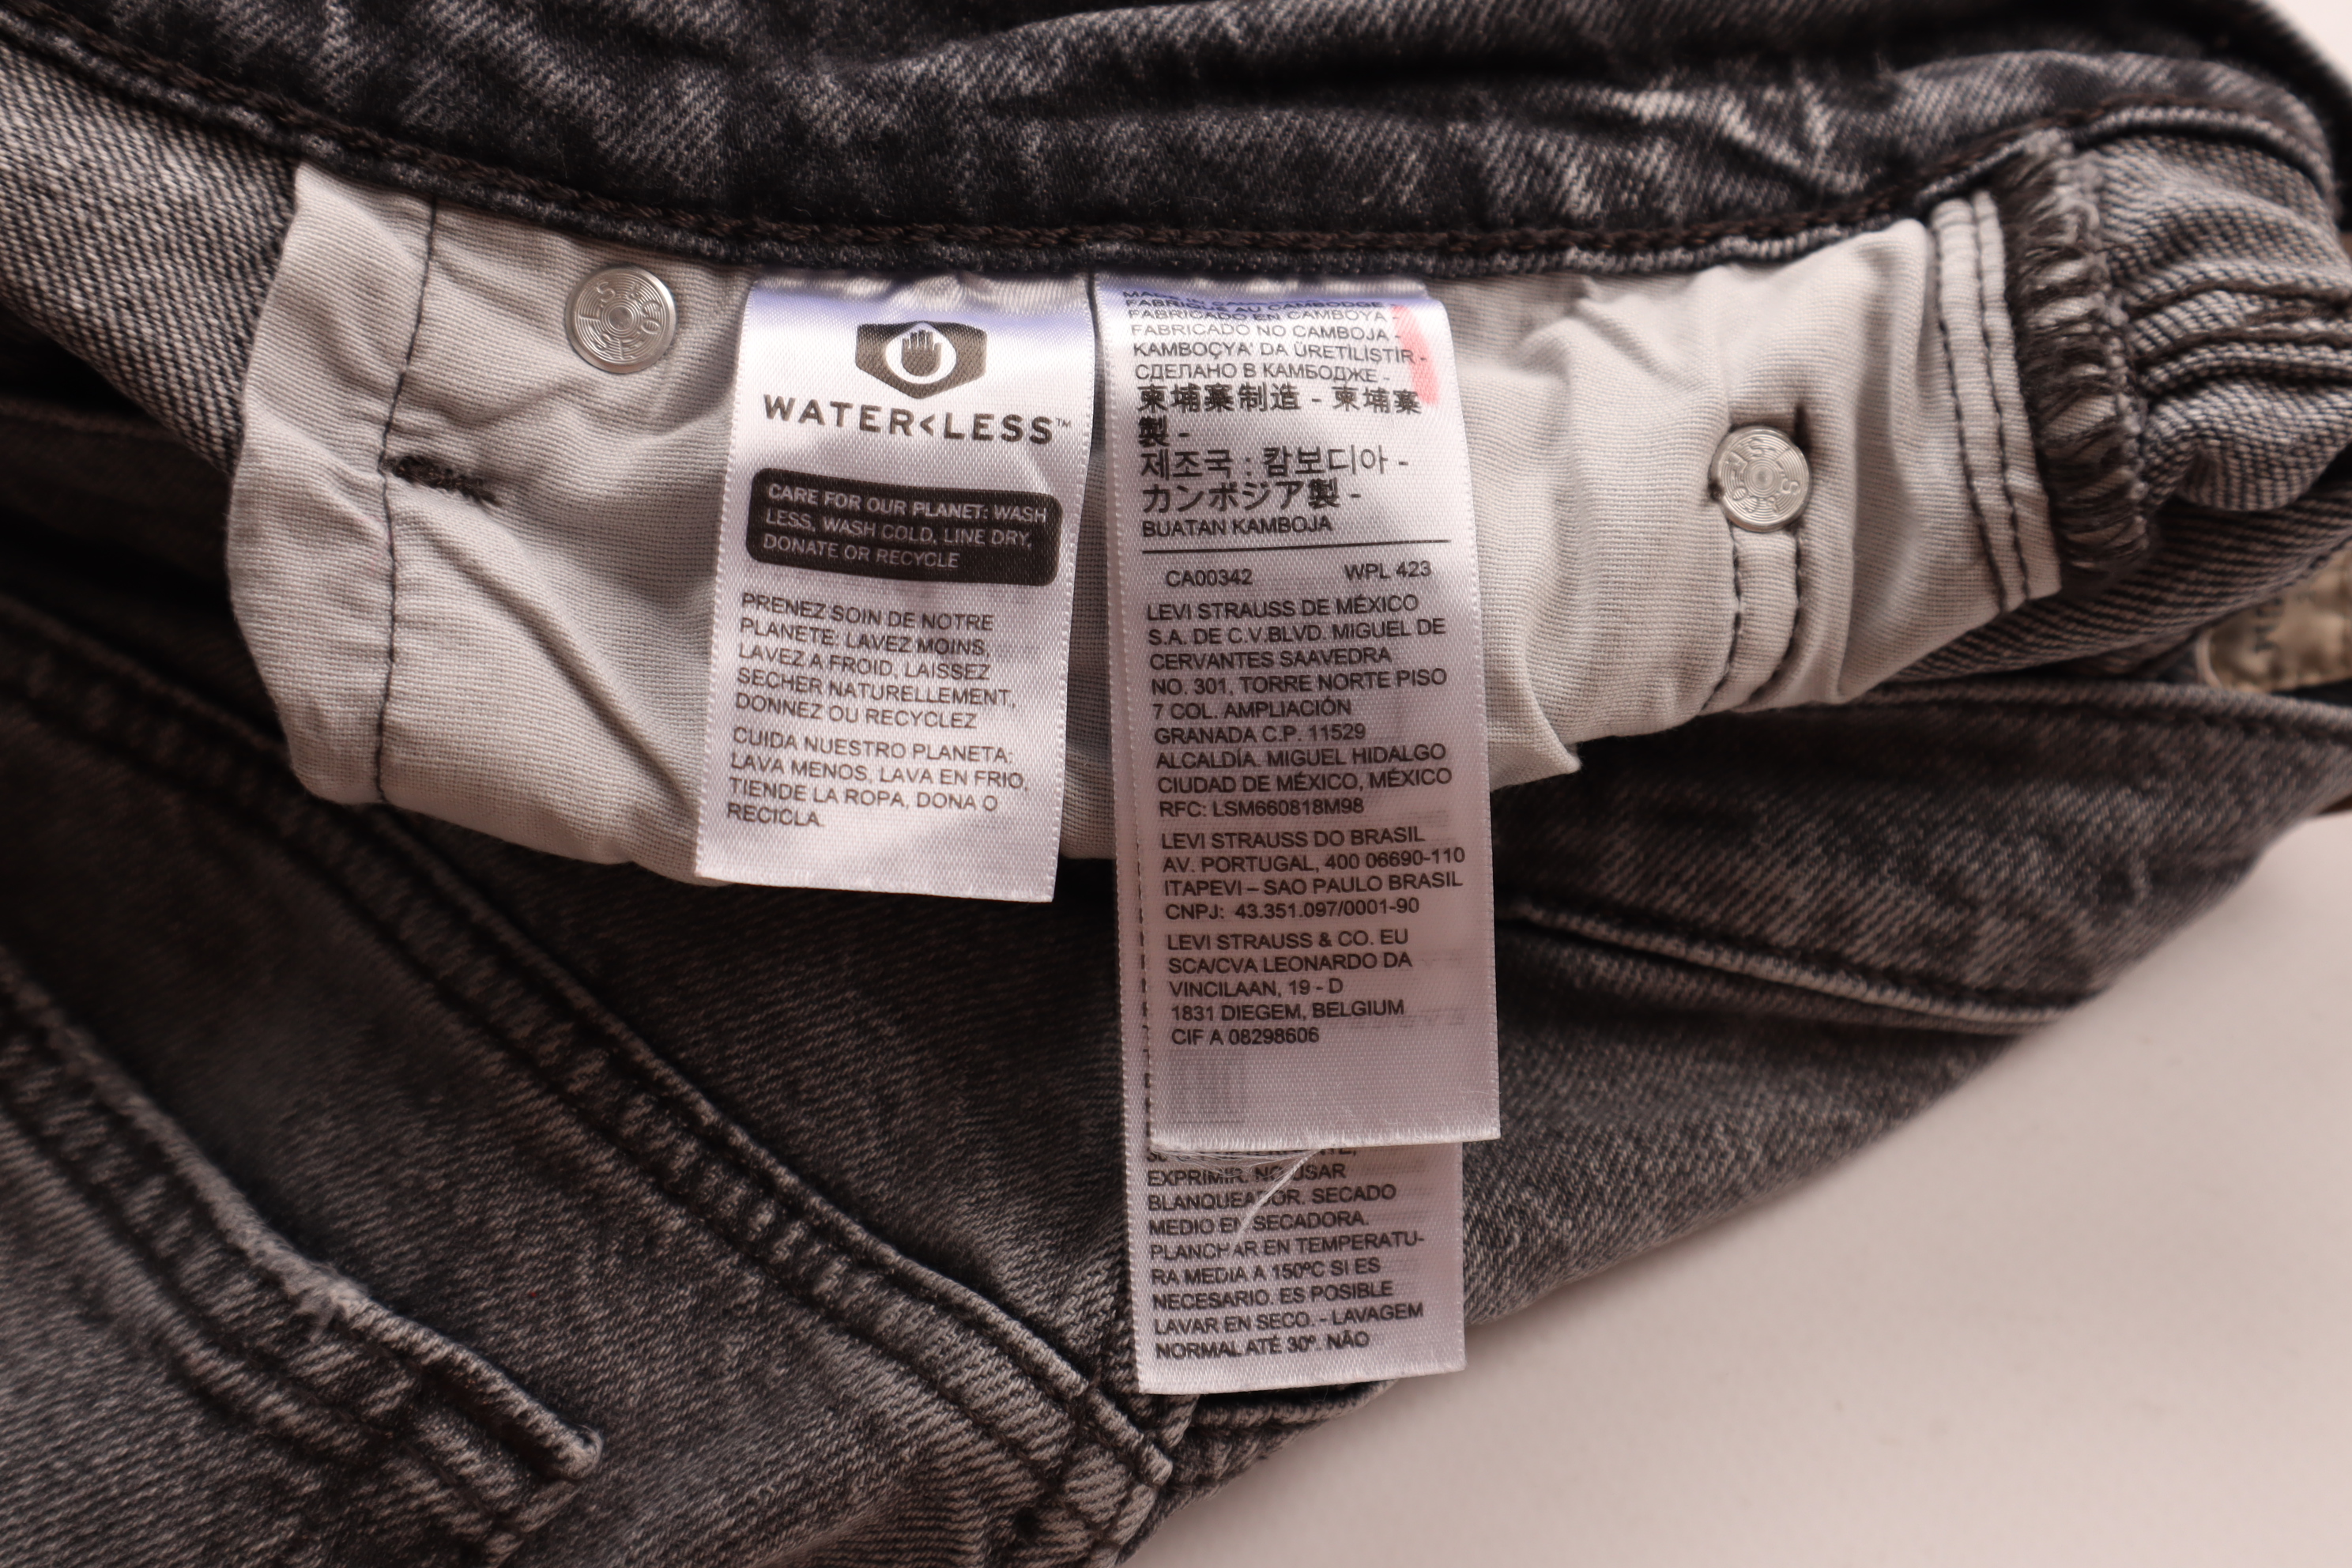 WATER<LESS™
CARE FOR OUR PLANET: WASH
LESS, WASH COLD, LINE DRY,
DONATE OR RECYCLE
PRENEZ SOIN DE NOTRE
PLANETE: LAVEZ MOINS,
LAVEZ A FROID, LAISSEZ
SECHER NATURELLEMENT,
DONNEZ OU RECYCLEZ
CUIDA NUESTRO PLANETA:
LAVA MENOS, LAVA EN FRIO,
TIENDE LA ROPA, DONA O
RECICLA.
FABRIQUE AU CAMBODGE
FABRICADO EN CAMBOYA -
FABRICADO NO CAMBOJA -
KAMBOÇYA' DA ÜRETILISTIR -
СДЕЛАНО В КАМБОДЖЕ -
柬埔寨制造 - 柬埔寨
製 -
제조국 : 캄보디아 -
カンボジア製 -
BUATAN KAMBOJA
CA00342 WPL 423
LEVI STRAUSS DE MÉXICO
S.A. DE C.V.BLVD. MIGUEL DE
CERVANTES SAAVEDRA
NO. 301, TORRE NORTE PISO
7 COL. AMPLIACIÓN
GRANADA C.P. 11529
ALCALDÍA. MIGUEL HIDALGO
CIUDAD DE MÉXICO, MÉXICO
RFC: LSM660818M98
LEVI STRAUSS DO BRASIL
AV. PORTUGAL, 400 06690-110
ITAPEVI – SAO PAULO BRASIL
CNPJ: 43.351.097/0001-90
LEVI STRAUSS & CO. EU
SCA/CVA LEONARDO DA
VINCILAAN, 19 - D
1831 DIEGEM, BELGIUM
CIF A 08298606
EXPRIMIR. NO USAR
BLANQUEADOR. SECADO
MEDIO EN SECADORA.
PLANCHAR EN TEMPERATU-
RA MEDIA A 150ºC SI ES
NECESARIO. ES POSIBLE
LAVAR EN SECO. - LAVAGEM
NORMAL ATÉ 30º. NÃO